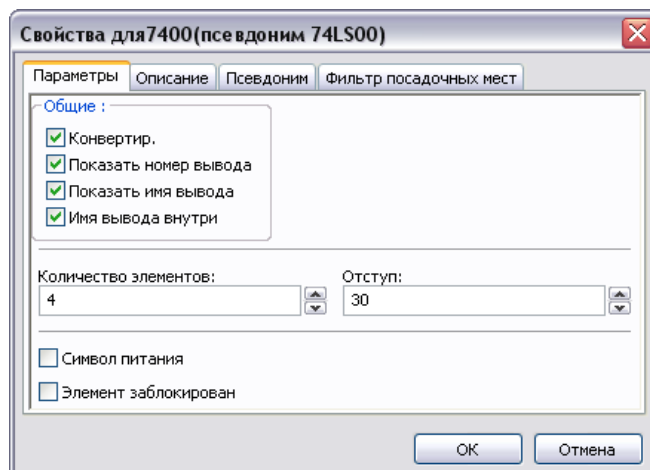 Свойства для7400(псевдоним 74LS00)
Параметры Описание Псевдоним Фильтр посадочных мест
Общие :
Конвертир.
Показать номер вывода
Показать имя вывода
Имя вывода внутри
Количество элементов: Отступ:
4 30
Символ питания
Элемент заблокирован
OK Отмена